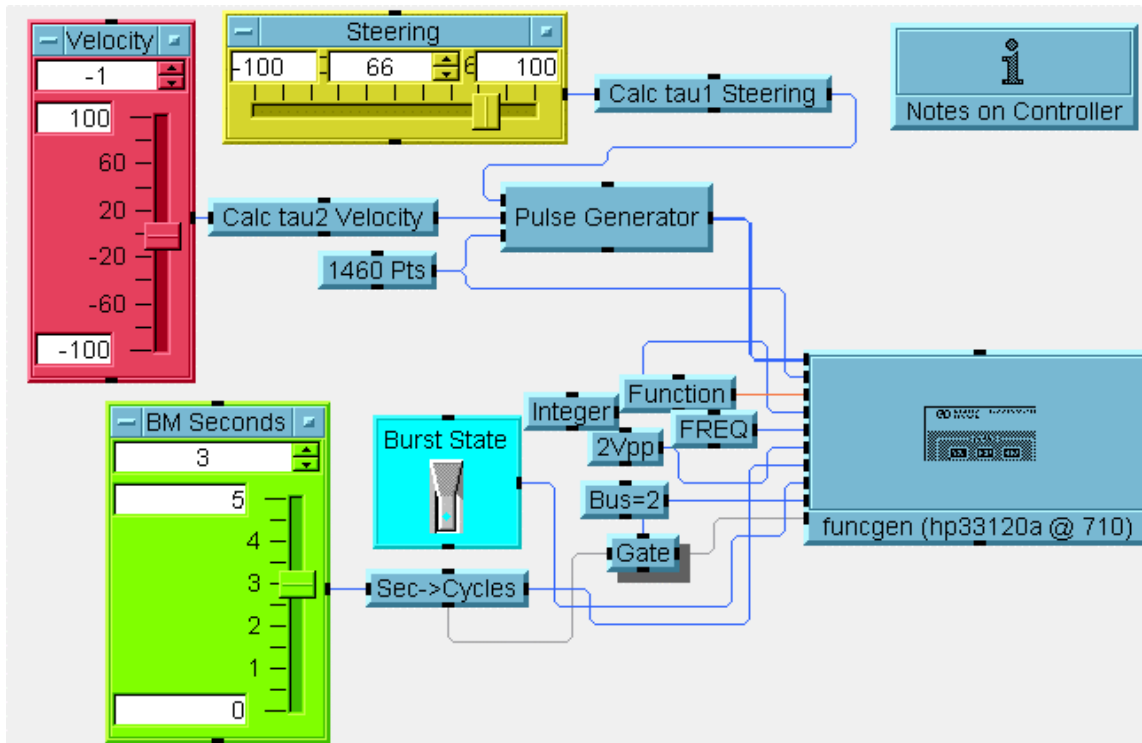 Velocity
-1
100
60
20
-20
-60
-100
Steering
-100
66
100
Calc tau1 Steering
Notes on Controller
Calc tau2 Velocity
Pulse Generator
1460 Pts
BM Seconds
3
5
4
3
2
1
0
Burst State
Integer
Function
FREQ
2Vpp
Bus=2
Gate
Sec->Cycles
funcgen (hp33120a @ 710)